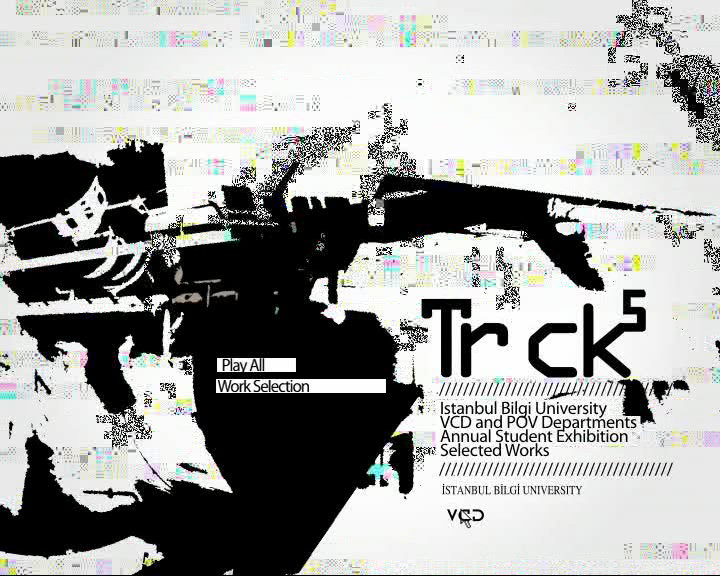 Tr ck5
Play All
Work Selection
////////////////////////////////////////
Istanbul Bilgi University
VCD and POV Departments
Annual Student Exhibition
Selected Works
////////////////////////////////////////
İSTANBUL BİLGİ UNIVERSITY
VCD